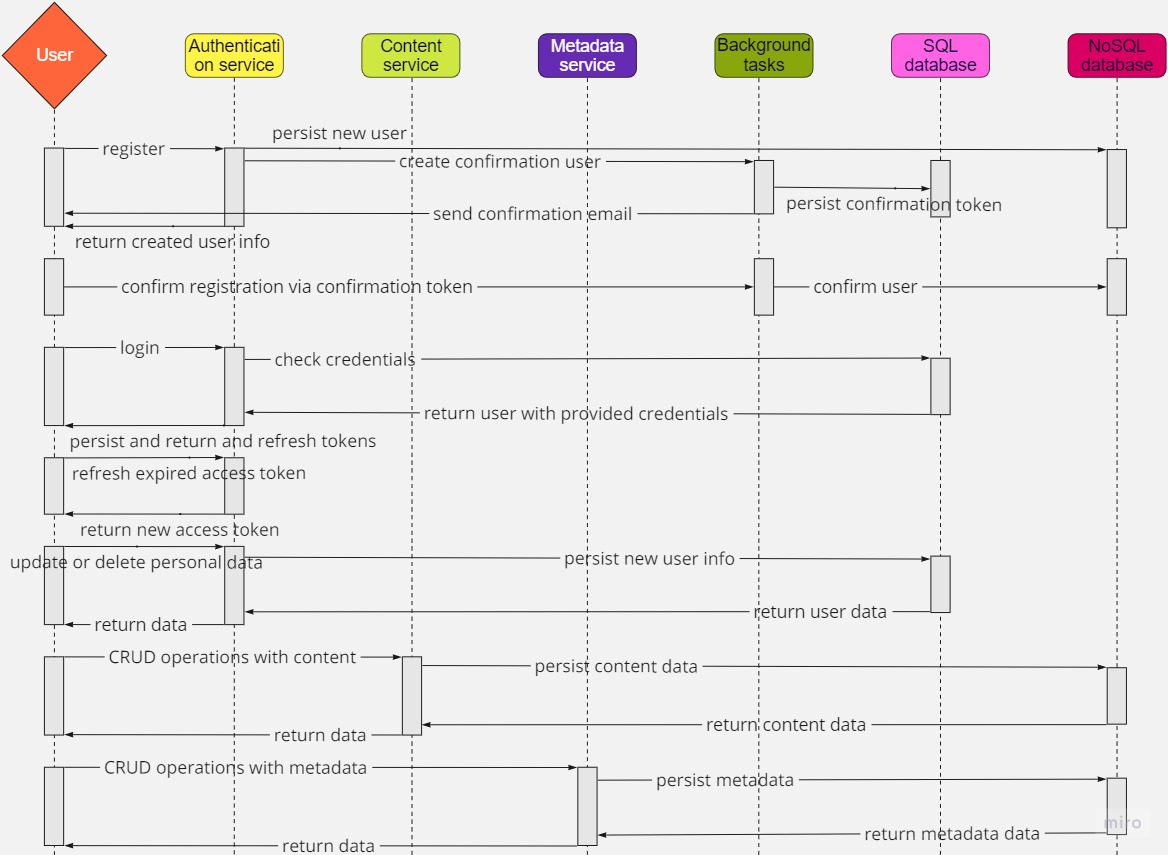 User
Authenticati
on service
Content
service
Metadata
service
Background
tasks
SQL
database
NoSQL
database
persist new user
register
create confirmation user
persist confirmation token
send confirmation email
return created user info
confirm registration via confirmation token
confirm user
login
check credentials
return user with provided credentials
persist and return and refresh tokens
refresh expired access token
return new access token
update or delete personal data
persist new user info
return user data
return data
CRUD operations with content
persist content data
return content data
return data
CRUD operations with metadata
persist metadata
return metadata data
return data
miro